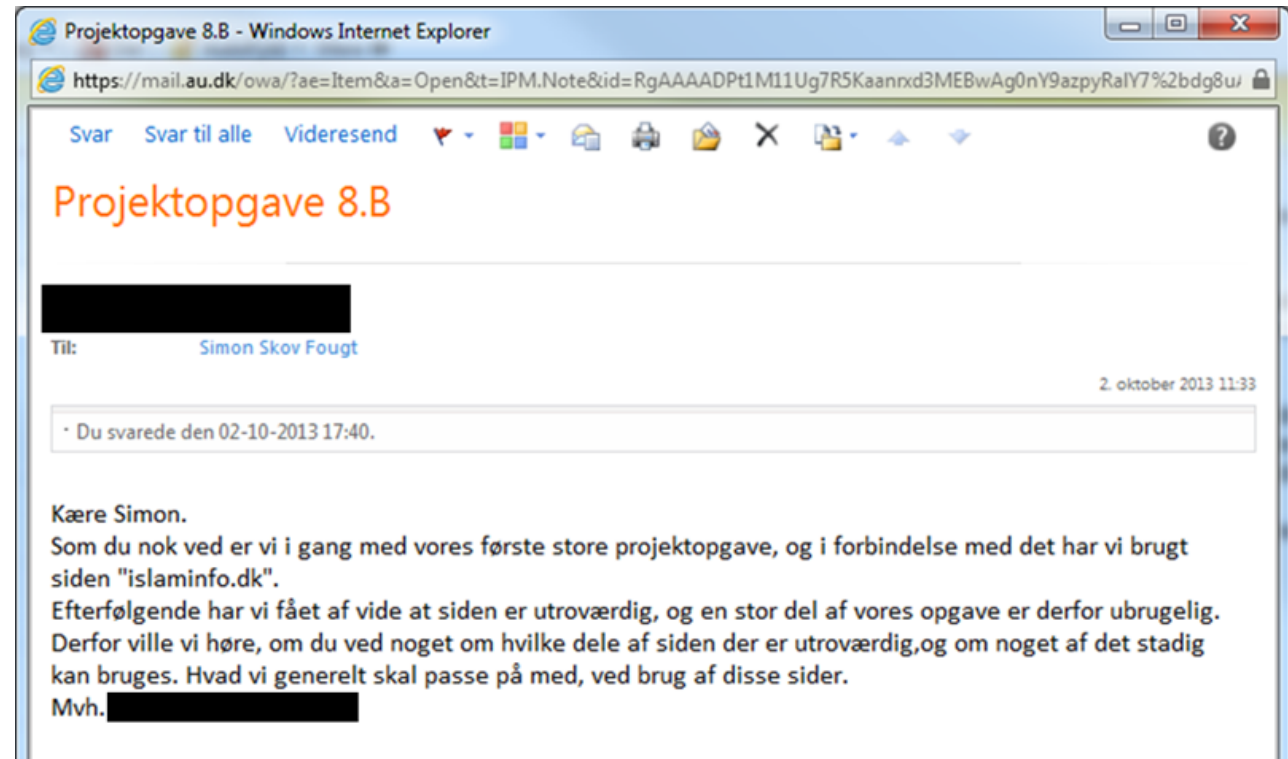 Projektopgave 8.B - Windows Internet Explorer
https://mail.au.dk/owa/?ae=Item&a=Open&t=IPM.Note&id=RgAAAADPt1M11Ug7R5Kaanrxd3MEBwAg0nY9azpyRalY7%2bdg8u
Svar Svar til alle Videresend
Projektopgave 8.B
Til: Simon Skov Fougt
2. oktober 2013 11:33
· Du svarede den 02-10-2013 17:40.
Kære Simon.
Som du nok ved er vi i gang med vores første store projektopgave, og i forbindelse med det har vi brugt
siden "islaminfo.dk".
Efterfølgende har vi fået af vide at siden er utroværdig, og en stor del af vores opgave er derfor ubrugelig.
Derfor ville vi høre, om du ved noget om hvilke dele af siden der er utroværdig,og om noget af det stadig
kan bruges. Hvad vi generelt skal passe på med, ved brug af disse sider.
Mvh.